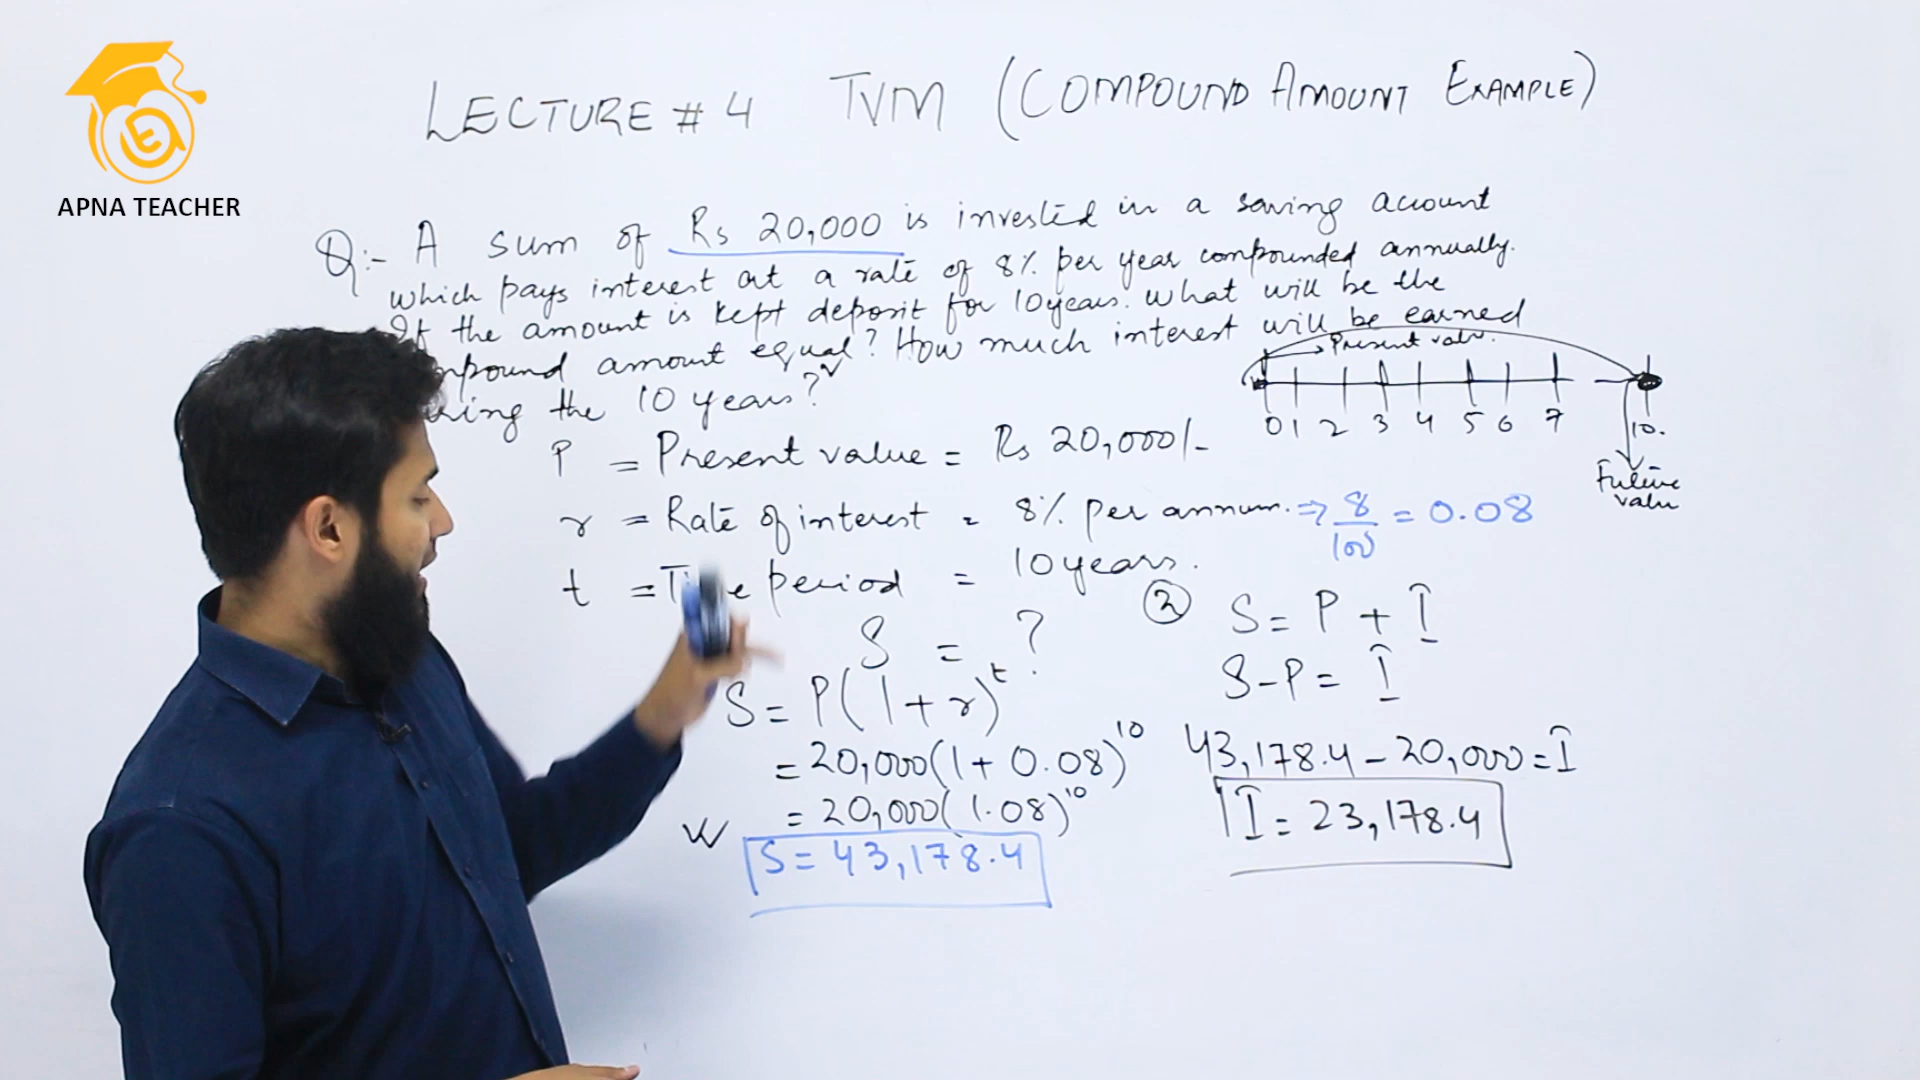 APNA TEACHER
LECTURE # 4 TVM (COMPOUND AMOUNT EXAMPLE)
Q:- A sum of Rs 20,000 is invested in a saving account
which pays interest at a rate of 8% per year compounded annually.
If the amount is kept deposit for 10 years. What will be the
amount equal? How much interest will be earned
the 10 years?
Present valu.
0 1 2 3 4 5 6 7 10.
Future
valu
P = Present value = Rs 20,000/-
r = Rate of interest = 8% per annum. ⇒ 8/100 = 0.08
t = period = 10 years.
S = ?
S = P(1+r)^t
= 20,000(1+0.08)^10
= 20,000(1.08)^10
W
S = 43,178.4
② S = P + I
S-P = I
43,178.4 - 20,000 = I
I = 23,178.4